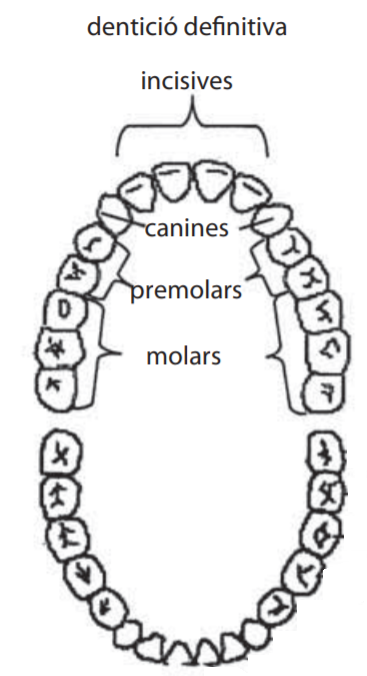 dentició definitiva
incisives
canines
premolars
molars